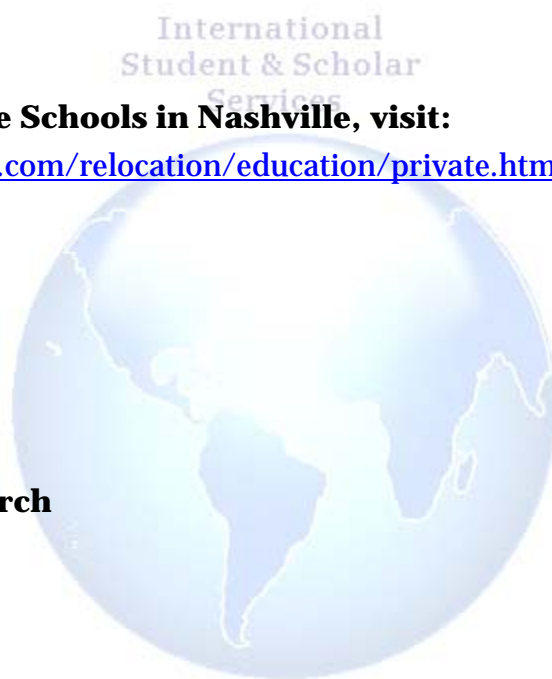 International
Student & Scholar
Services
e Schools in Nashville, visit:
.com/relocation/education/private.htm
rch